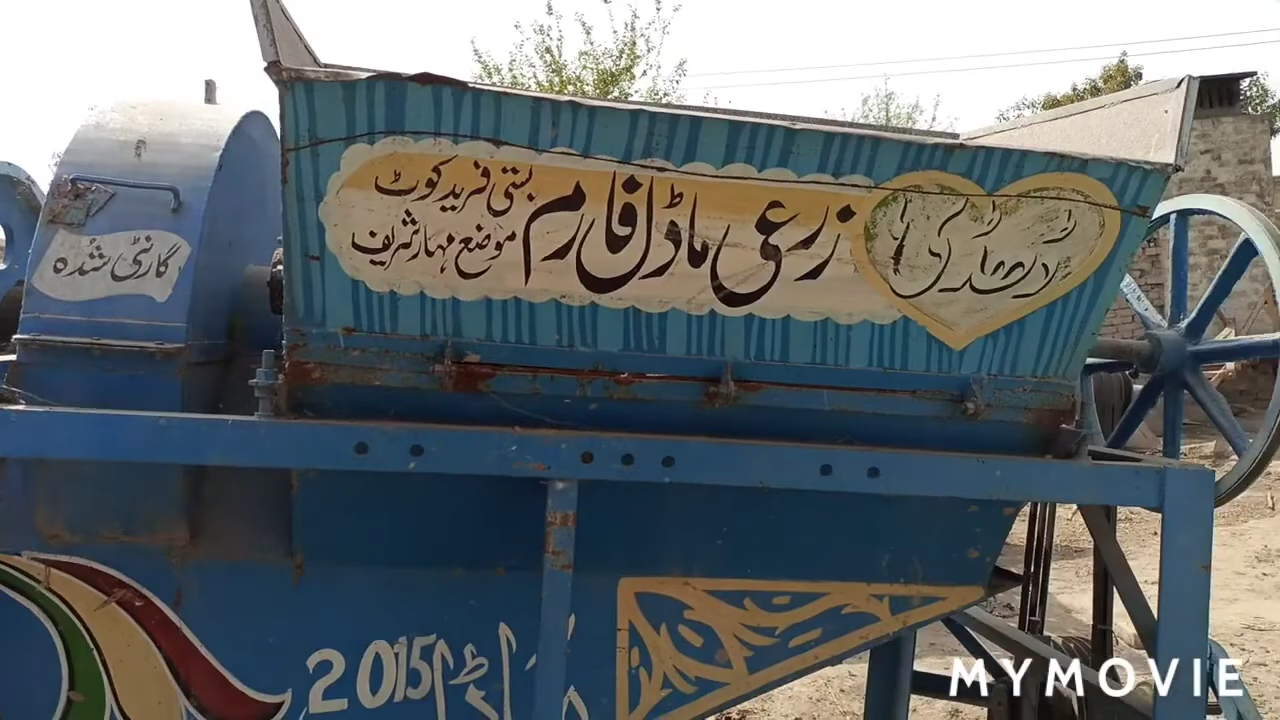 زرعی ماڈل فارم
بستی فرید کوٹ
موضع مہار شریف
گارنٹی شدہ
2015
MYMOVIE